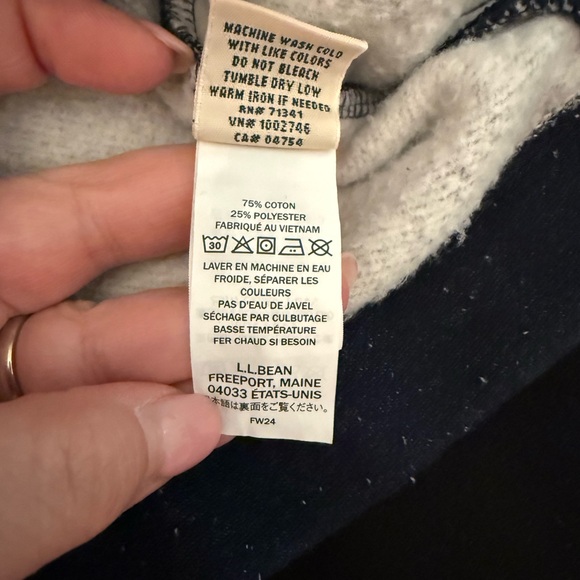 MACHINE WASH COLD
WITH LIKE COLORS
DO NOT BLEACH
TUMBLE DRY LOW
WARM IRON IF NEEDED
RN# 71341
VN# 1002746
CA# 04754
75% COTON
25% POLYESTER
FABRIQUÉ AU VIETNAM
30
LAVER EN MACHINE EN EAU
FROIDE, SÉPARER LES
COULEURS
PAS D'EAU DE JAVEL
SÉCHAGE PAR CULBUTAGE
BASSE TEMPÉRATURE
FER CHAUD SI BESOIN
L.L.BEAN
FREEPORT, MAINE
04033 ÉTATS-UNIS
本語は裏面をご覧ください。
FW24